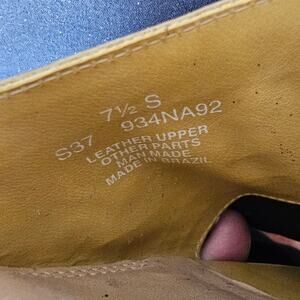 S37 7½ S
934NA92
LEATHER UPPER
OTHER PARTS
MAN MADE
MADE IN BRAZIL